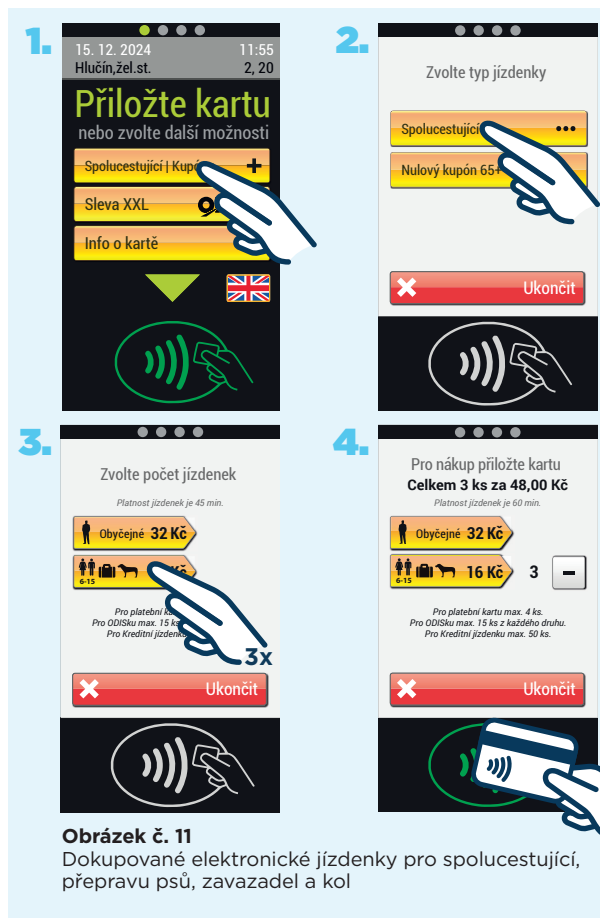 1.
15. 12. 2024 11:55
Hlučín,žel.st. 2, 20
Přiložte kartu
nebo zvolte další možnosti
Spolucestující | Kupó +
Sleva XXL
Info o kartě
2.
Zvolte typ jízdenky
Spolucestující •••
Nulový kupón 65+
Ukončit
3.
Zvolte počet jízdenek
Platnost jízdenek je 45 min.
Obyčejné 32 Kč
6-15 Kč
Pro platební k
Pro ODISku max. 15 ks
Pro Kreditní jízdenk
3x
Ukončit
4.
Pro nákup přiložte kartu
Celkem 3 ks za 48,00 Kč
Platnost jízdenek je 60 min.
Obyčejné 32 Kč
6-15 16 Kč 3 –
Pro platební kartu max. 4 ks.
Pro ODISku max. 15 ks z každého druhu.
Pro Kreditní jízdenku max. 50 ks.
Ukončit
Obrázek č. 11
Dokupované elektronické jízdenky pro spolucestující,
přepravu psů, zavazadel a kol